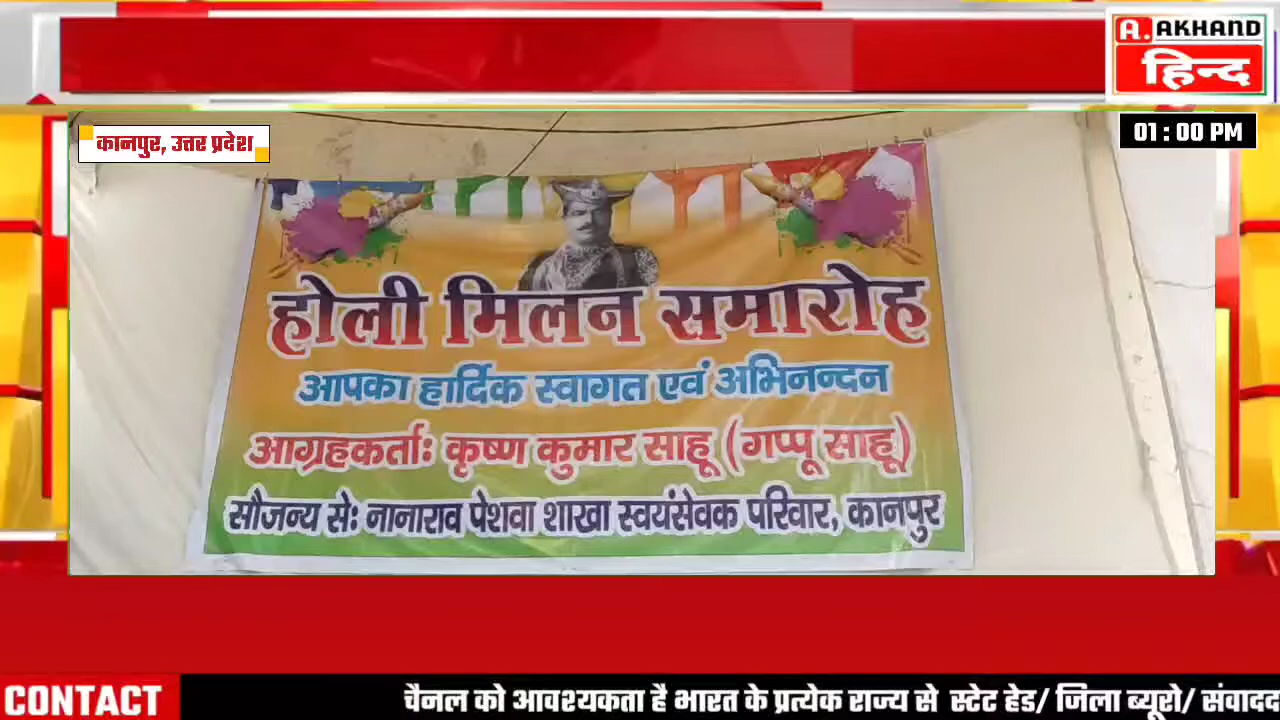 A. AKHAND
हिन्द
कानपुर, उत्तर प्रदेश
01 : 00 PM
होली मिलन समारोह
आपका हार्दिक स्वागत एवं अभिनन्दन
आग्रहकर्ताः कृष्ण कुमार साहू (गप्पू साहू)
सौजन्य सेः नानाराव पेशवा शाखा स्वयंसेवक परिवार, कानपुर
CONTACT
चैनल को आवश्यकता है भारत के प्रत्येक राज्य से स्टेट हेड/ जिला ब्यूरो/ संवादद